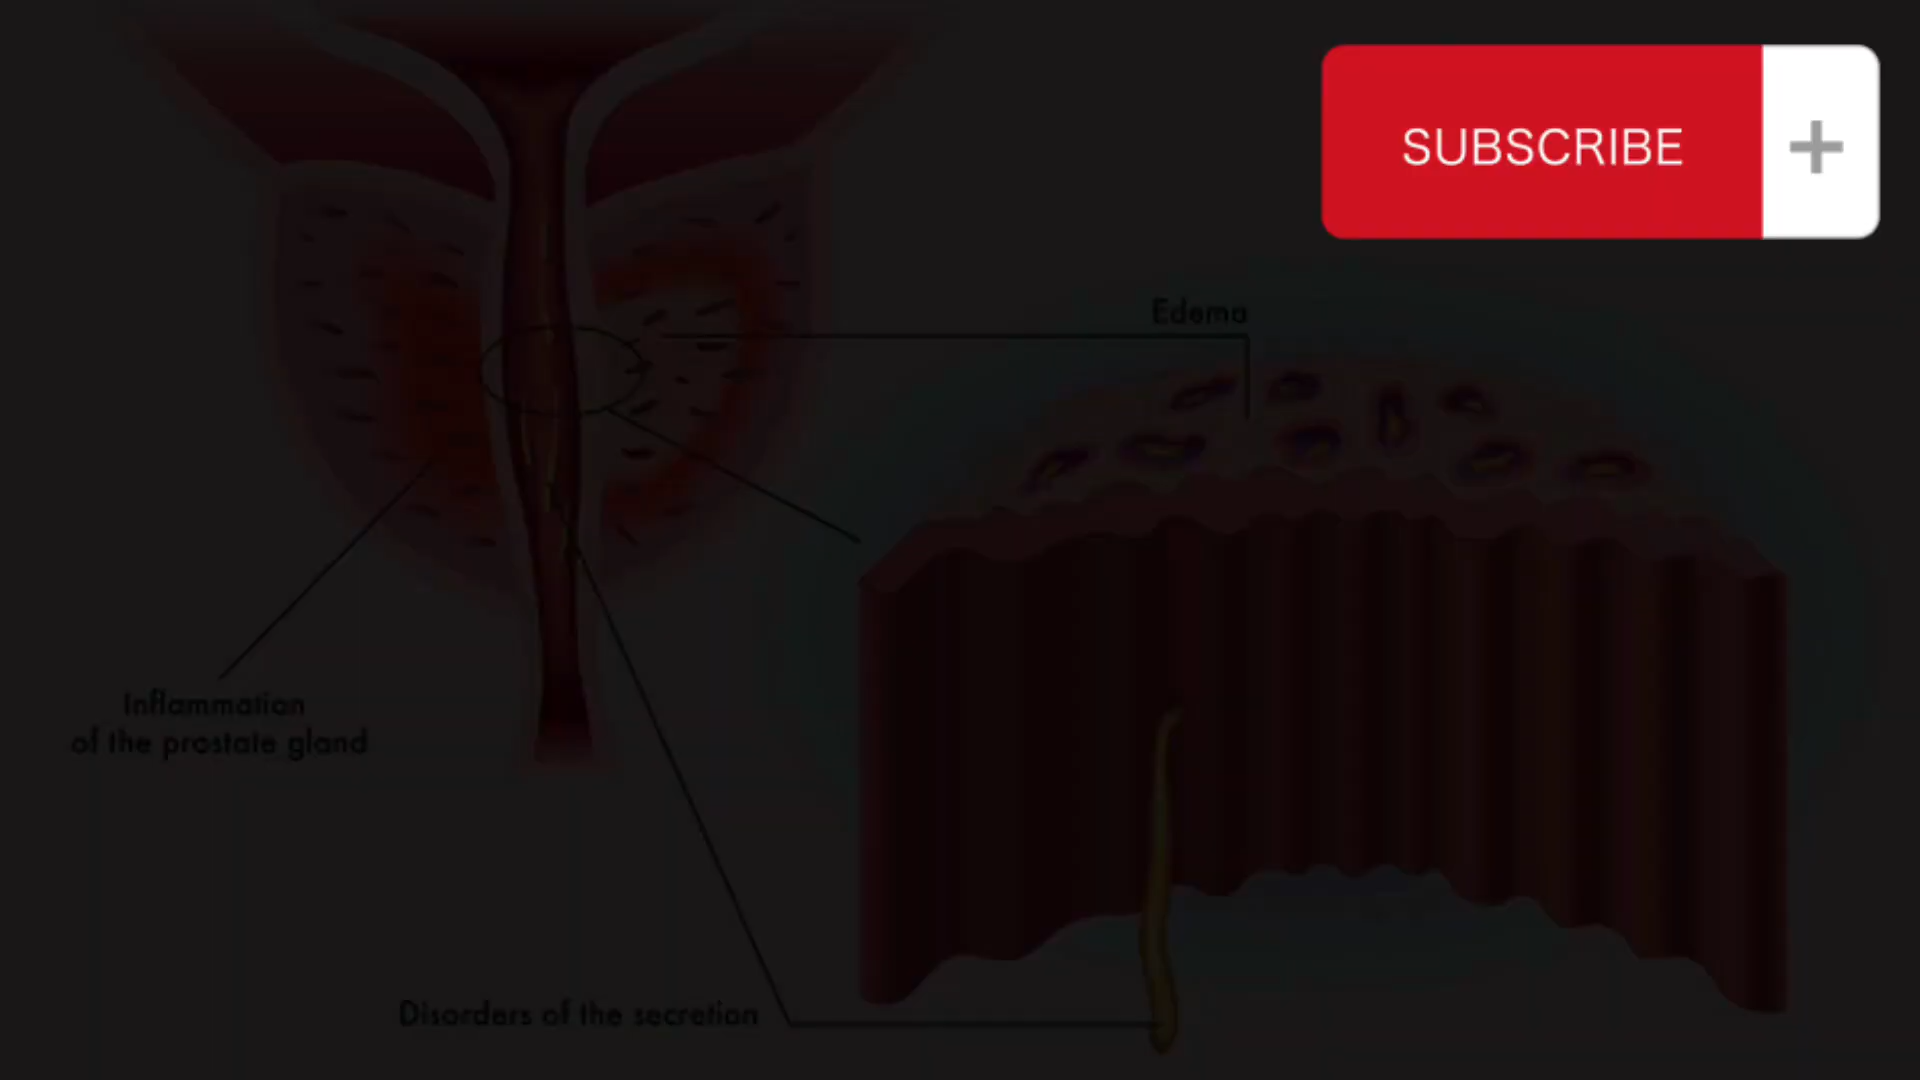 SUBSCRIBE +
Edema
Inflammation
of the prostate gland
Disorders of the secretion